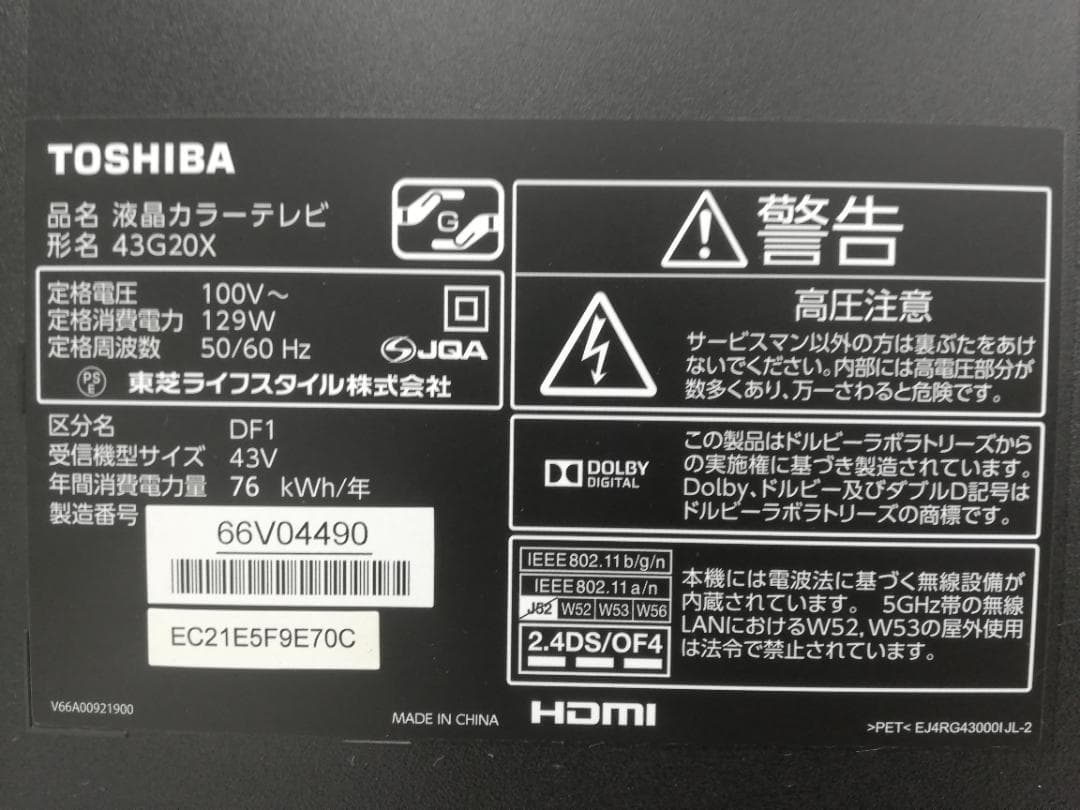 TOSHIBA
品名 液晶カラーテレビ
形名 43G20X
G
定格電圧 100V~
定格消費電力 129W
定格周波数 50/60 Hz
JQA
PS
E
東芝ライフスタイル株式会社
区分名 DF1
受信機型サイズ 43V
年間消費電力量 76 kWh/年
製造番号
66V04490
EC21E5F9E70C
V66A00921900
MADE IN CHINA
警告
高圧注意
サービスマン以外の方は裏ぶたをあけ
ないでください。内部には高電圧部分が
数多くあり、万一さわると危険です。
DOLBY
DIGITAL
この製品はドルビーラボラトリーズから
の実施権に基づき製造されています。
Dolby、ドルビー及びダブルD記号は
ドルビーラボラトリーズの商標です。
IEEE802.11b/g/n
IEEE802.11a/n
J52 W52 W53 W56
2.4DS/OF4
本機には電波法に基づく無線設備が
内蔵されています。 5GHz帯の無線
LANにおけるW52,W53の屋外使用
は法令で禁止されています。
HDMI
>PET< EJ4RG43000IJL-2